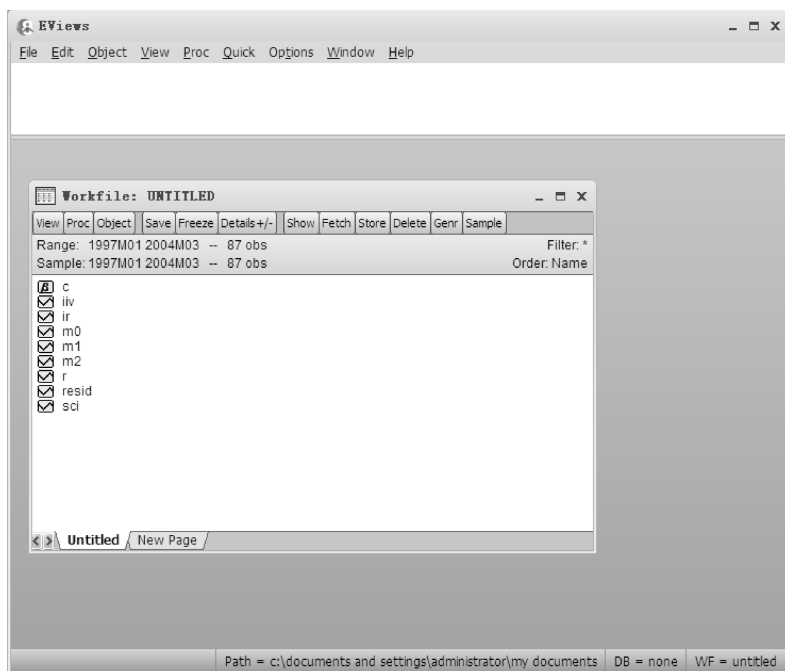 EViews
File Edit Object View Proc Quick Options Window Help
Workfile: UNTITLED
View Proc Object Save Freeze Details+/- Show Fetch Store Delete Genr Sample
Range: 1997M01 2004M03 -- 87 obs Filter: *
Sample: 1997M01 2004M03 -- 87 obs Order: Name
β c
iiv
ir
m0
m1
m2
r
resid
sci
Untitled New Page
Path = c:\documents and settings\administrator\my documents DB = none WF = untitled